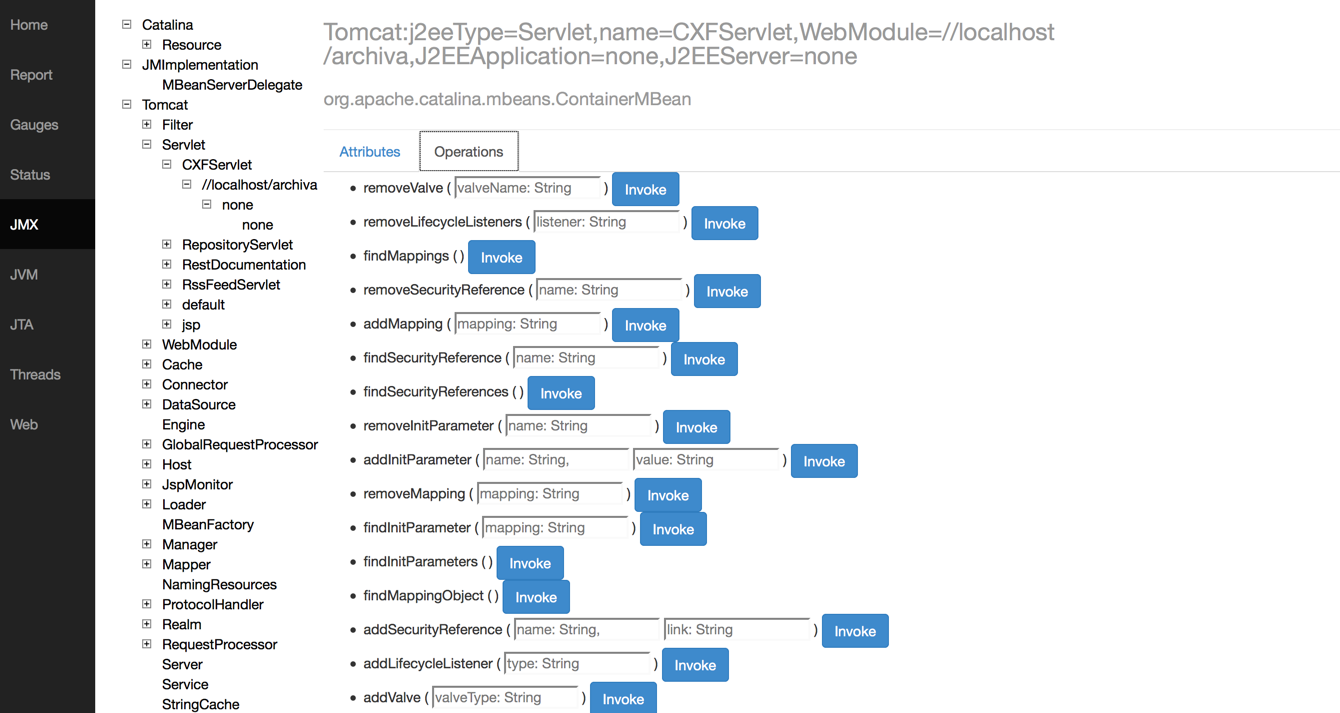 Home
Report
Gauges
Status
JMX
JVM
JTA
Threads
Web
Catalina
Resource
JMImplementation
MBeanServerDelegate
Tomcat
Filter
Servlet
CXFServlet
//localhost/archiva
none
none
RepositoryServlet
RestDocumentation
RssFeedServlet
default
jsp
WebModule
Cache
Connector
DataSource
Engine
GlobalRequestProcessor
Host
JspMonitor
Loader
MBeanFactory
Manager
Mapper
NamingResources
ProtocolHandler
Realm
RequestProcessor
Server
Service
StringCache
Tomcat:j2eeType=Servlet,name=CXFServlet,WebModule=//localhost
/archiva,J2EEApplication=none,J2EEServer=none
org.apache.catalina.mbeans.ContainerMBean
Attributes Operations
• removeValve ( valveName: String ) Invoke
• removeLifecycleListeners ( listener: String ) Invoke
• findMappings () Invoke
• removeSecurityReference ( name: String ) Invoke
• addMapping ( mapping: String ) Invoke
• findSecurityReference ( name: String ) Invoke
• findSecurityReferences () Invoke
• removeInitParameter ( name: String ) Invoke
• addInitParameter ( name: String, value: String ) Invoke
• removeMapping ( mapping: String ) Invoke
• findInitParameter ( mapping: String ) Invoke
• findInitParameters () Invoke
• findMappingObject () Invoke
• addSecurityReference ( name: String, link: String ) Invoke
• addLifecycleListener ( type: String ) Invoke
• addValve ( valveType: String ) Invoke